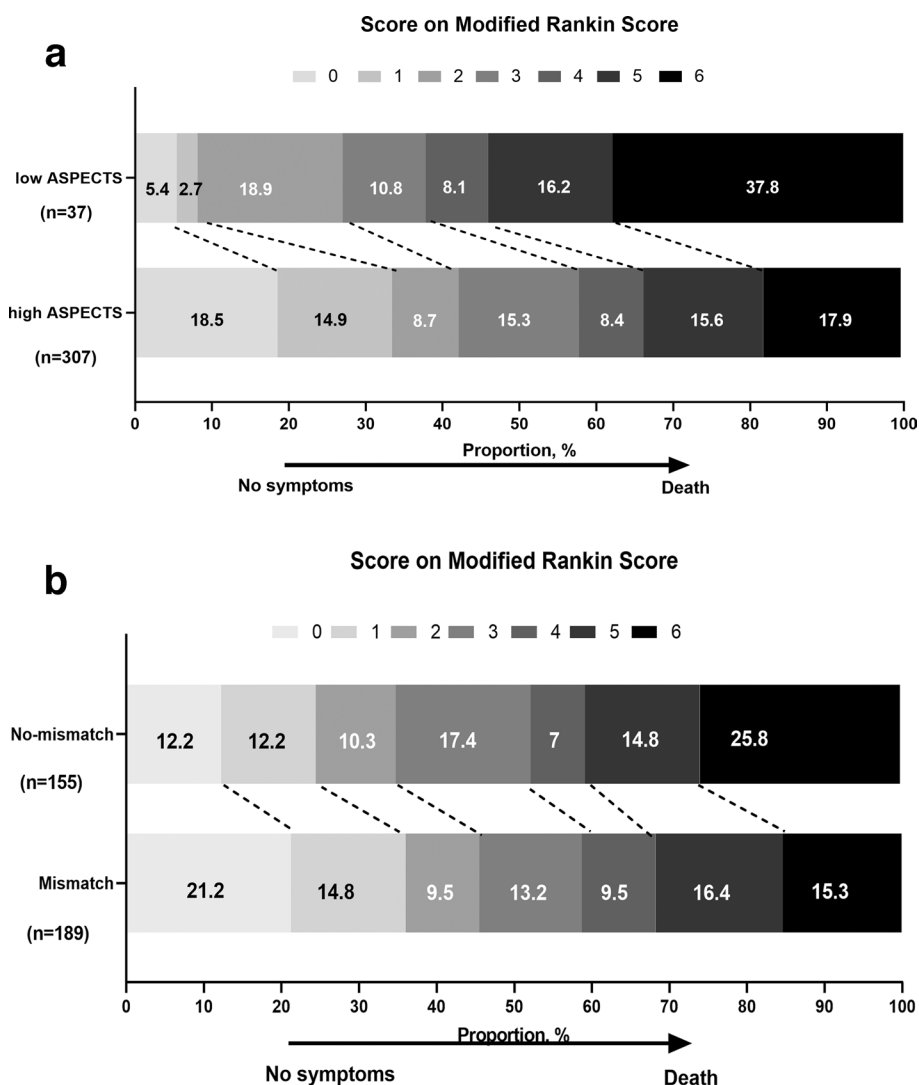 a
Score on Modified Rankin Score
0 1 2 3 4 5 6
low ASPECTS
(n=37)
5.4 2.7 18.9 10.8 8.1 16.2 37.8
high ASPECTS
(n=307)
18.5 14.9 8.7 15.3 8.4 15.6 17.9
0 10 20 30 40 50 60 70 80 90 100
Proportion, %
No symptoms Death
b
Score on Modified Rankin Score
0 1 2 3 4 5 6
No-mismatch
(n=155)
12.2 12.2 10.3 17.4 7 14.8 25.8
Mismatch
(n=189)
21.2 14.8 9.5 13.2 9.5 16.4 15.3
0 10 20 30 40 50 60 70 80 90 100
Proportion, %
No symptoms Death